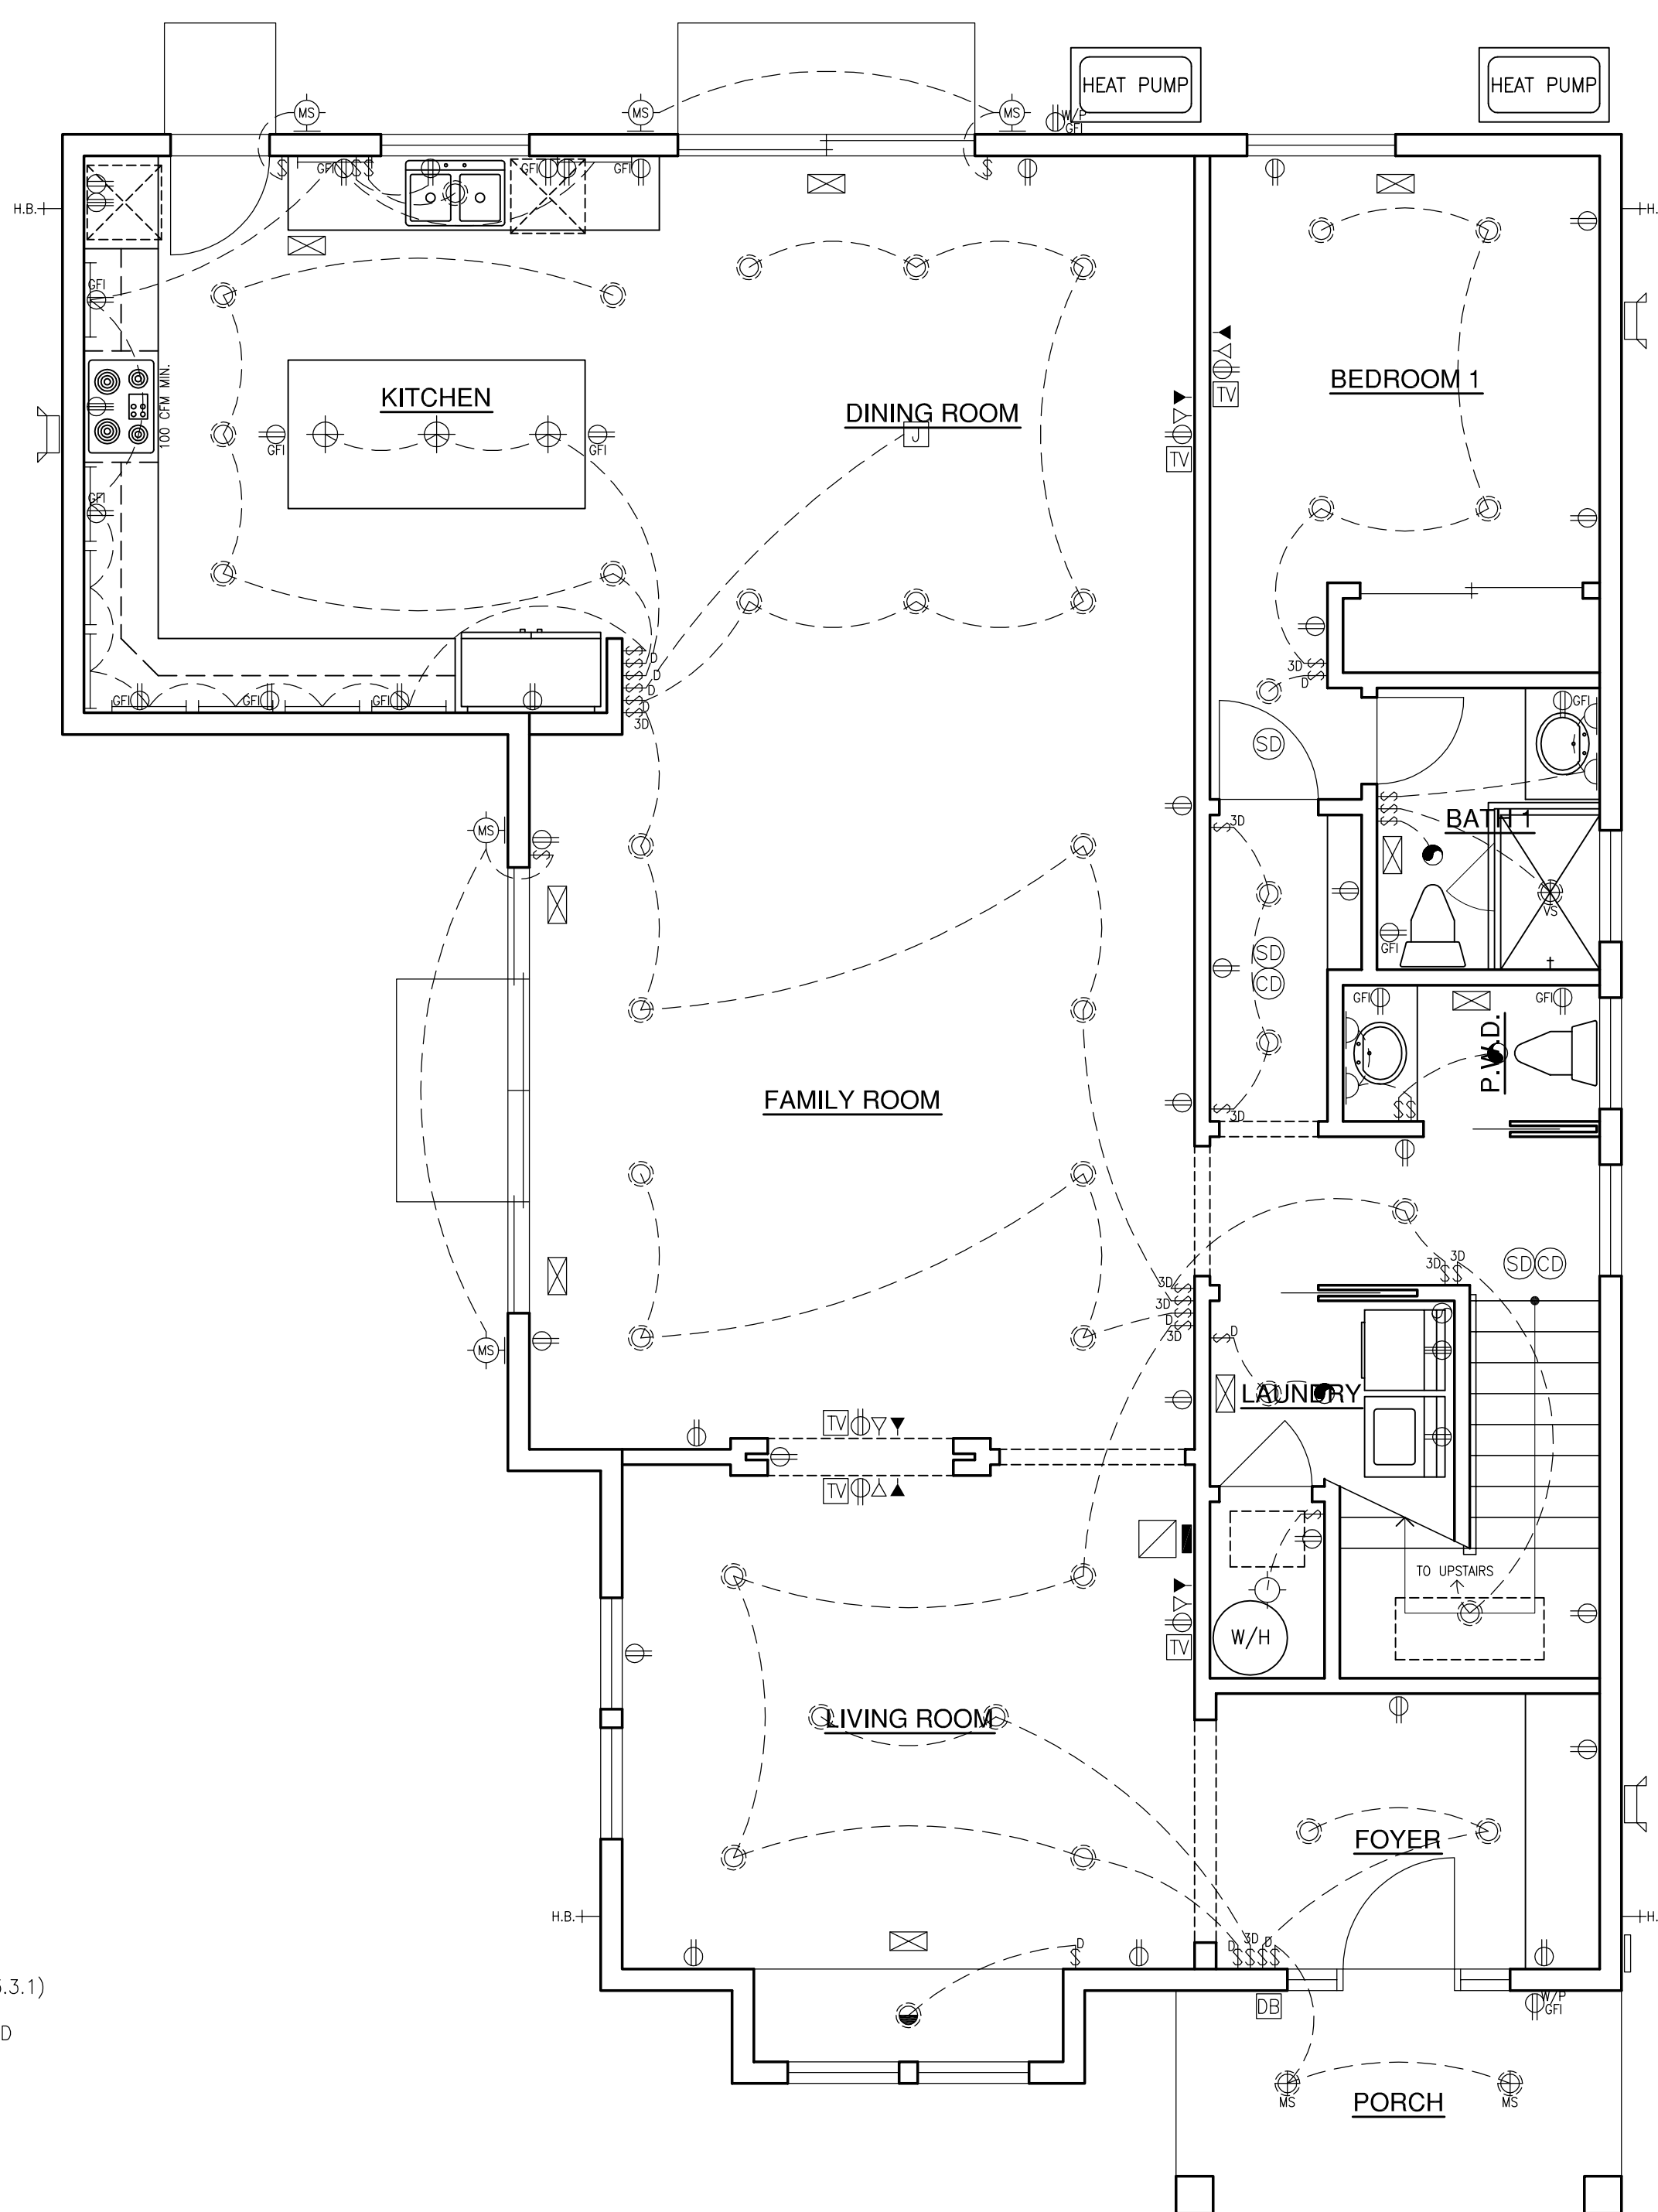 HEAT PUMP
HEAT PUMP
MS
MS
MS
W/P
GFI
GFI
GFI
GFI
H.B.
H.
GFI
100 CFM MIN.
KITCHEN
DINING ROOM
BEDROOM 1
TV
J
GFI
GFI
TV
GFI
D
D
D
D
3D
3D
D
GFI
GFI
GFI
GFI
SD
MS
3D
BATH 1
VS
GFI
SD
CD
GFI
GFI
P.W.D.
FAMILY ROOM
3D
3D
3D
SD
CD
3D
3D
D
3D
D
D
MS
LAUNDRY
TV
TV
TO UPSTAIRS
TV
W/H
LIVING ROOM
FOYER
H.B.
H.
D
D
3D
D
DB
W/P
GFI
5.3.1)
D
MS
MS
PORCH